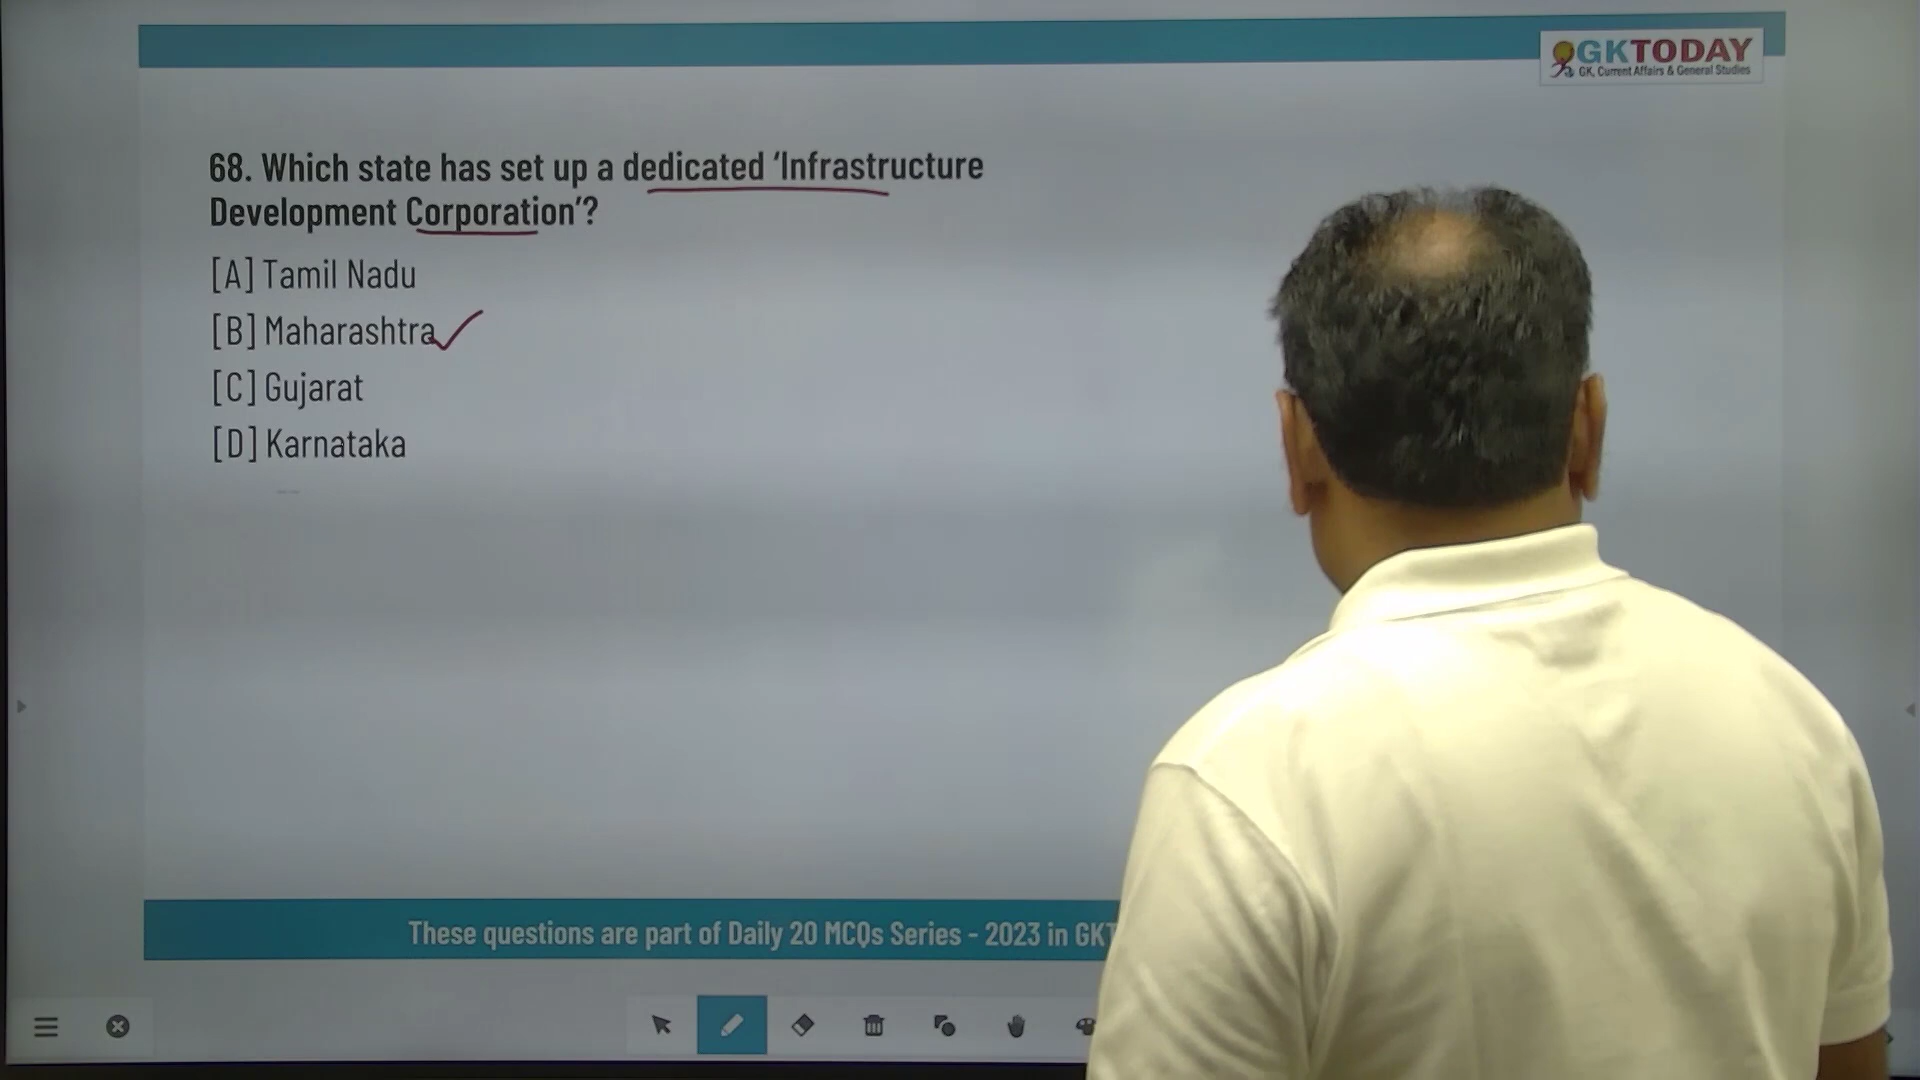 GKTODAY
GK, Current Affairs & General Studies
68. Which state has set up a dedicated ‘Infrastructure
Development Corporation’?
[A] Tamil Nadu
[B] Maharashtra
[C] Gujarat
[D] Karnataka
These questions are part of Daily 20 MCQs Series - 2023 in GKT